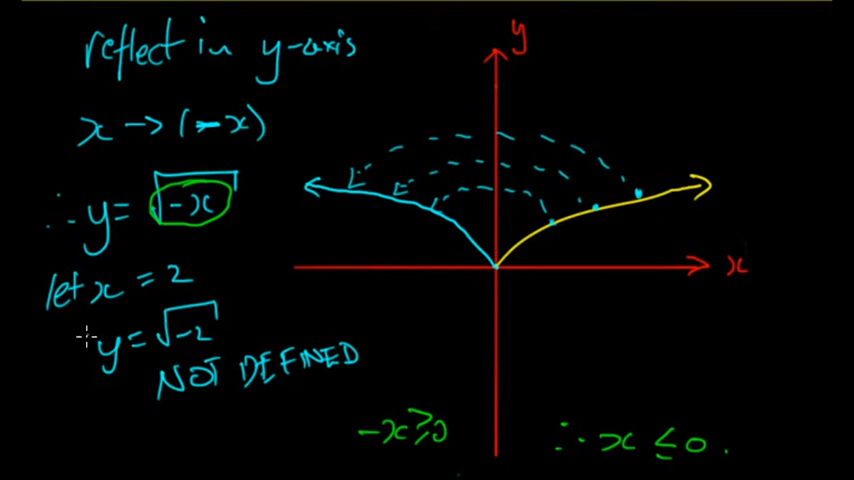 reflect in y-axis
x -> (-x)
∴ y = √-x
let x = 2
y = √-2
NOT DEFINED
y
x
-x ≥ 0
∴ x ≤ 0.